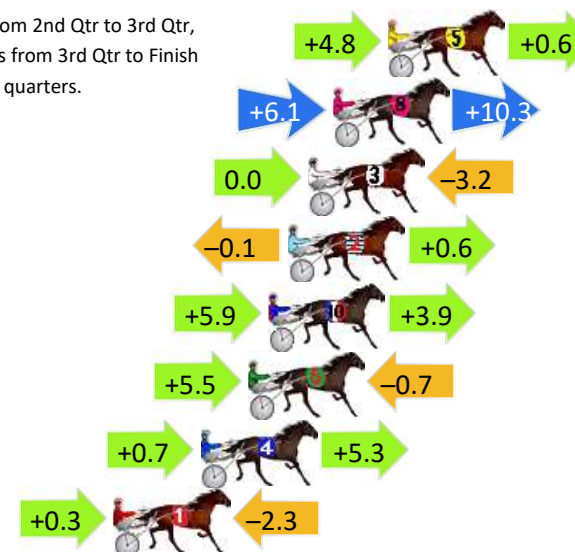 om 2nd Qtr to 3rd Qtr,
s from 3rd Qtr to Finish
quarters.
+4.8 5 +0.6
+6.1 8 +10.3
0.0 3 –3.2
–0.1 +0.6
+5.9 10 +3.9
+5.5 6 –0.7
+0.7 4 +5.3
+0.3 1 –2.3